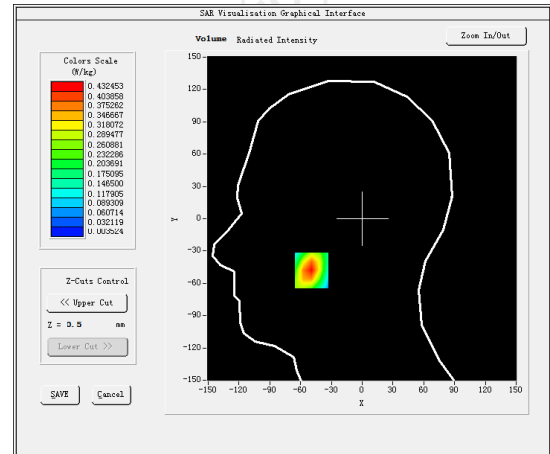 SAR Visualisation Graphical Interface
Volume Radiated Intensity
Zoom In/Out
Colors Scale
(W/kg)
0.432453
0.403858
0.375262
0.346667
0.318072
0.289477
0.260881
0.232286
0.203691
0.175095
0.146500
0.117905
0.089309
0.060714
0.032119
0.003524
Z-Cuts Control
<< Upper Cut
Z = 0.5 mm
Lower Cut >>
SAVE Cancel
150
120
90
60
30
0
-30
-60
-90
-120
-150
Y
-150 -120 -90 -60 -30 0 30 60 90 120 150
X